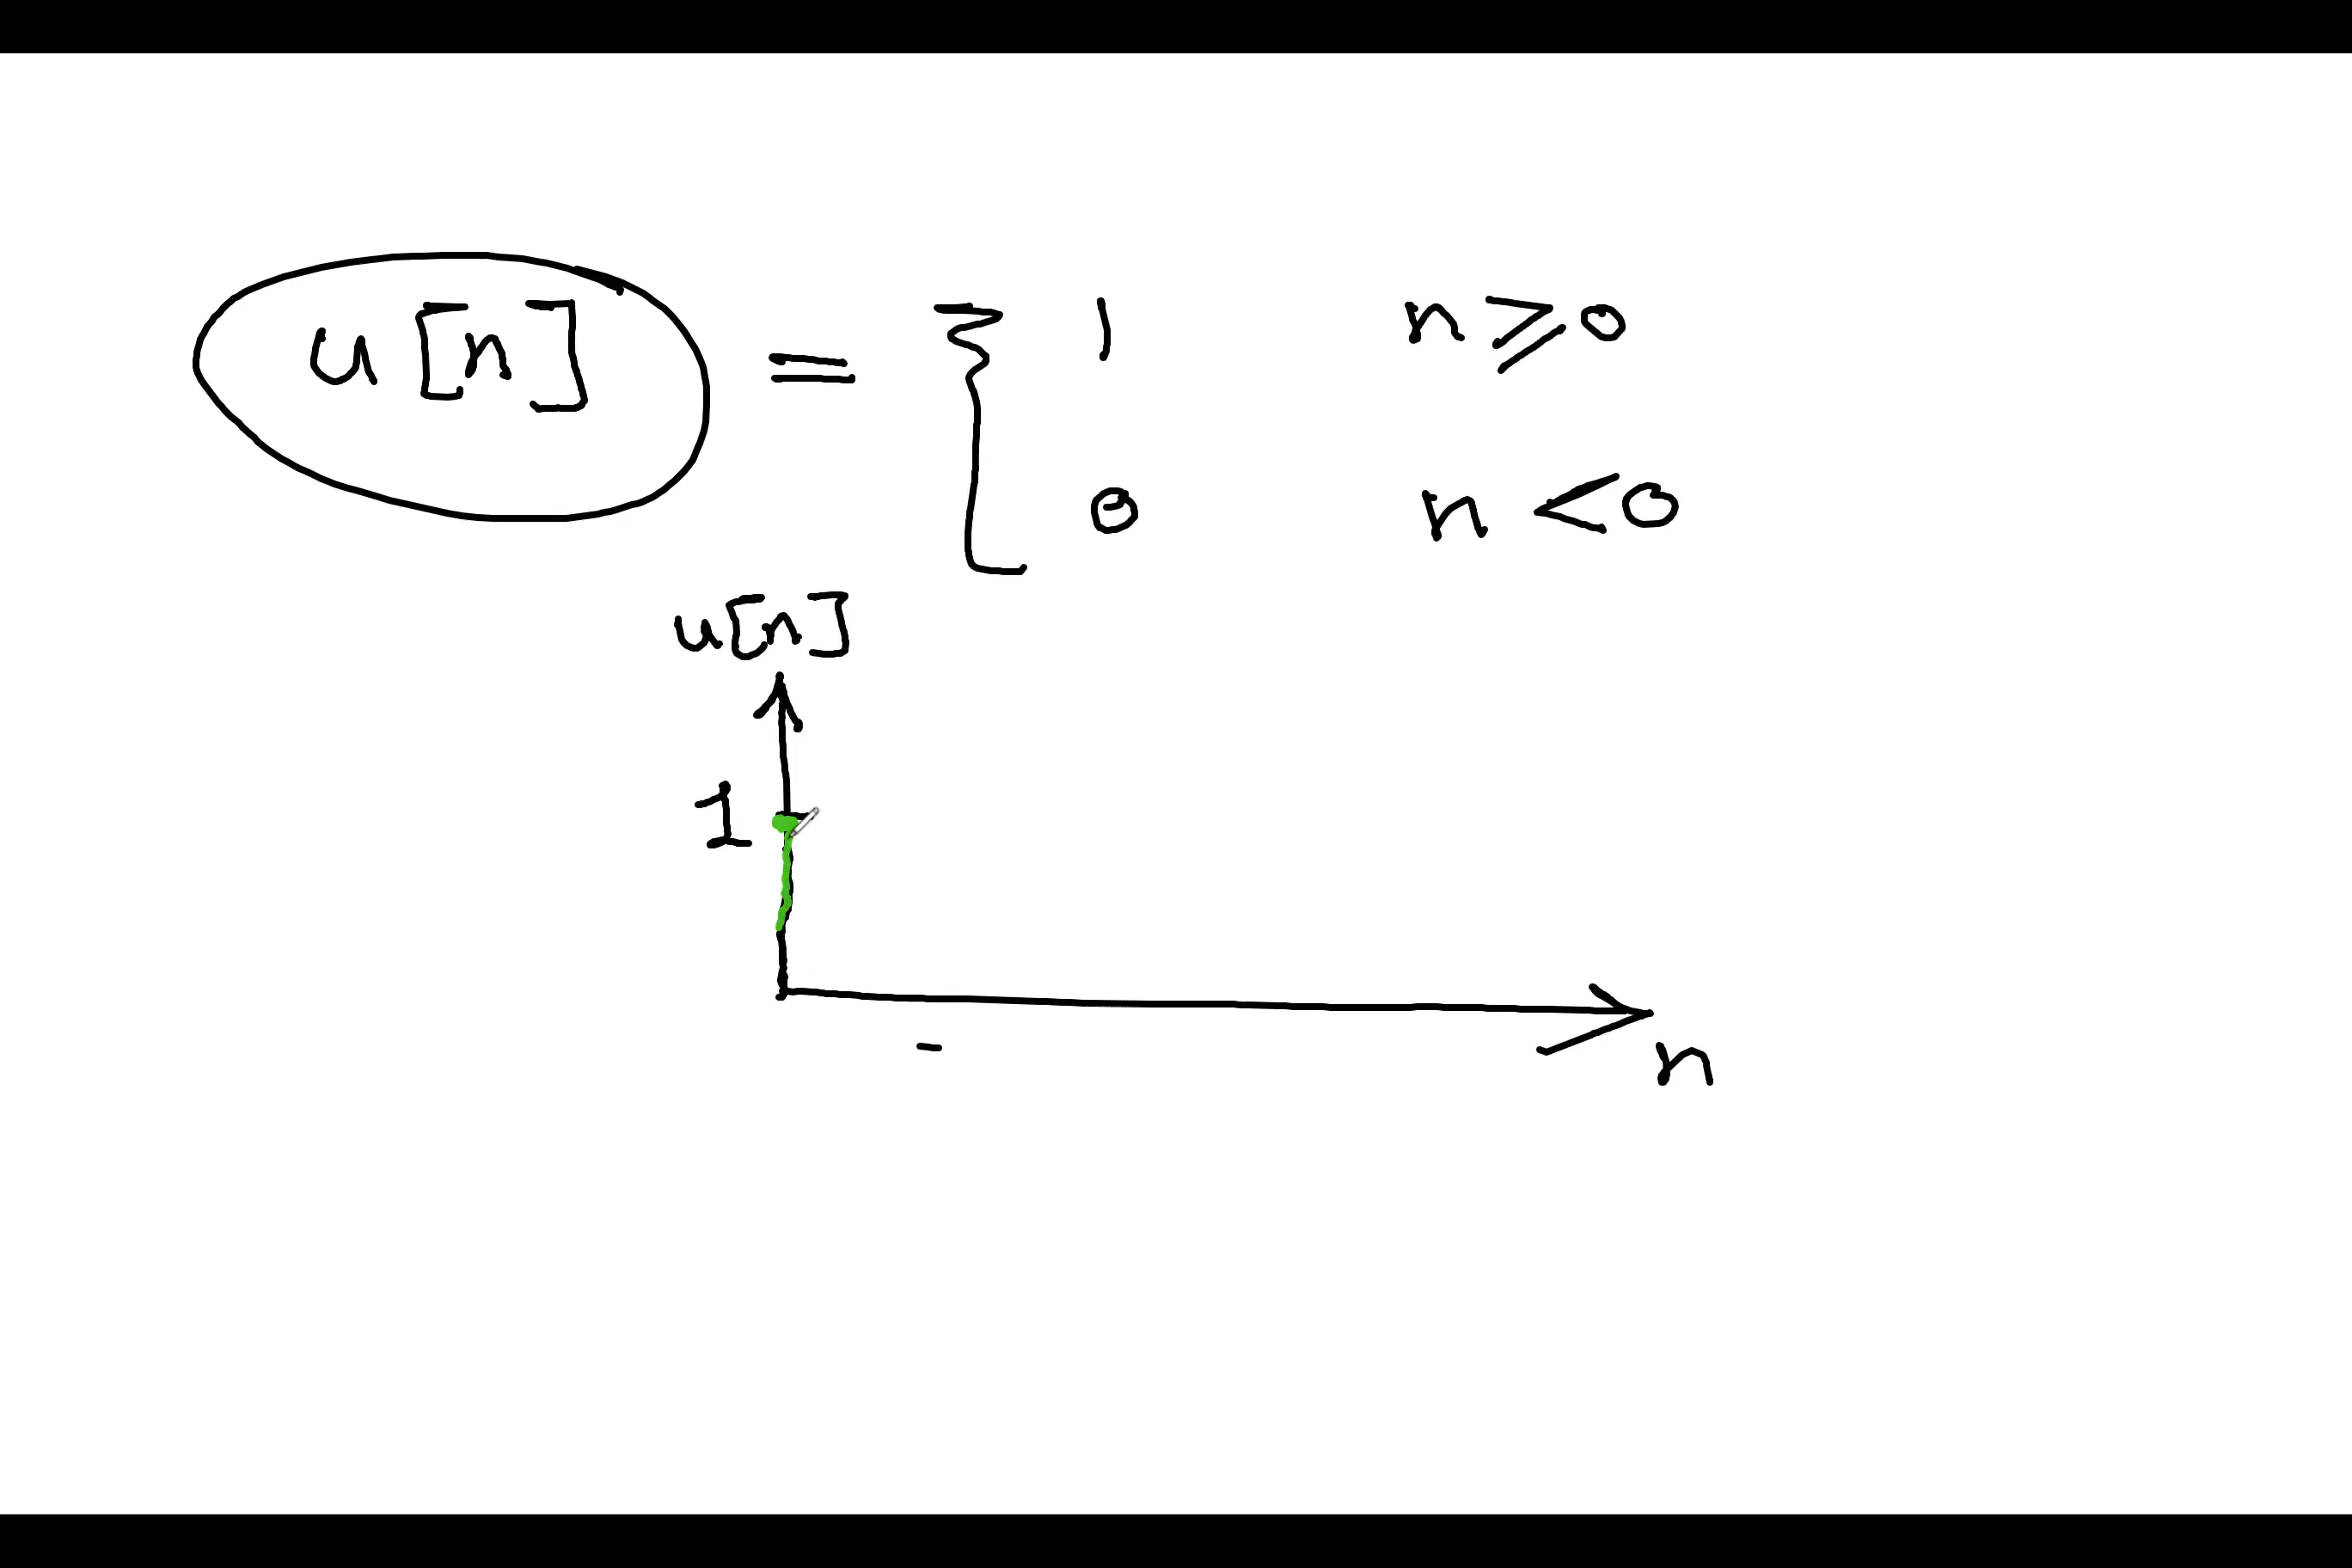 u[n] = { 1 n ⩾ 0
0 n < 0
u[n]
1
n